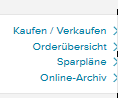 Kaufen / Verkaufen
Orderübersicht
Sparpläne
Online-Archiv